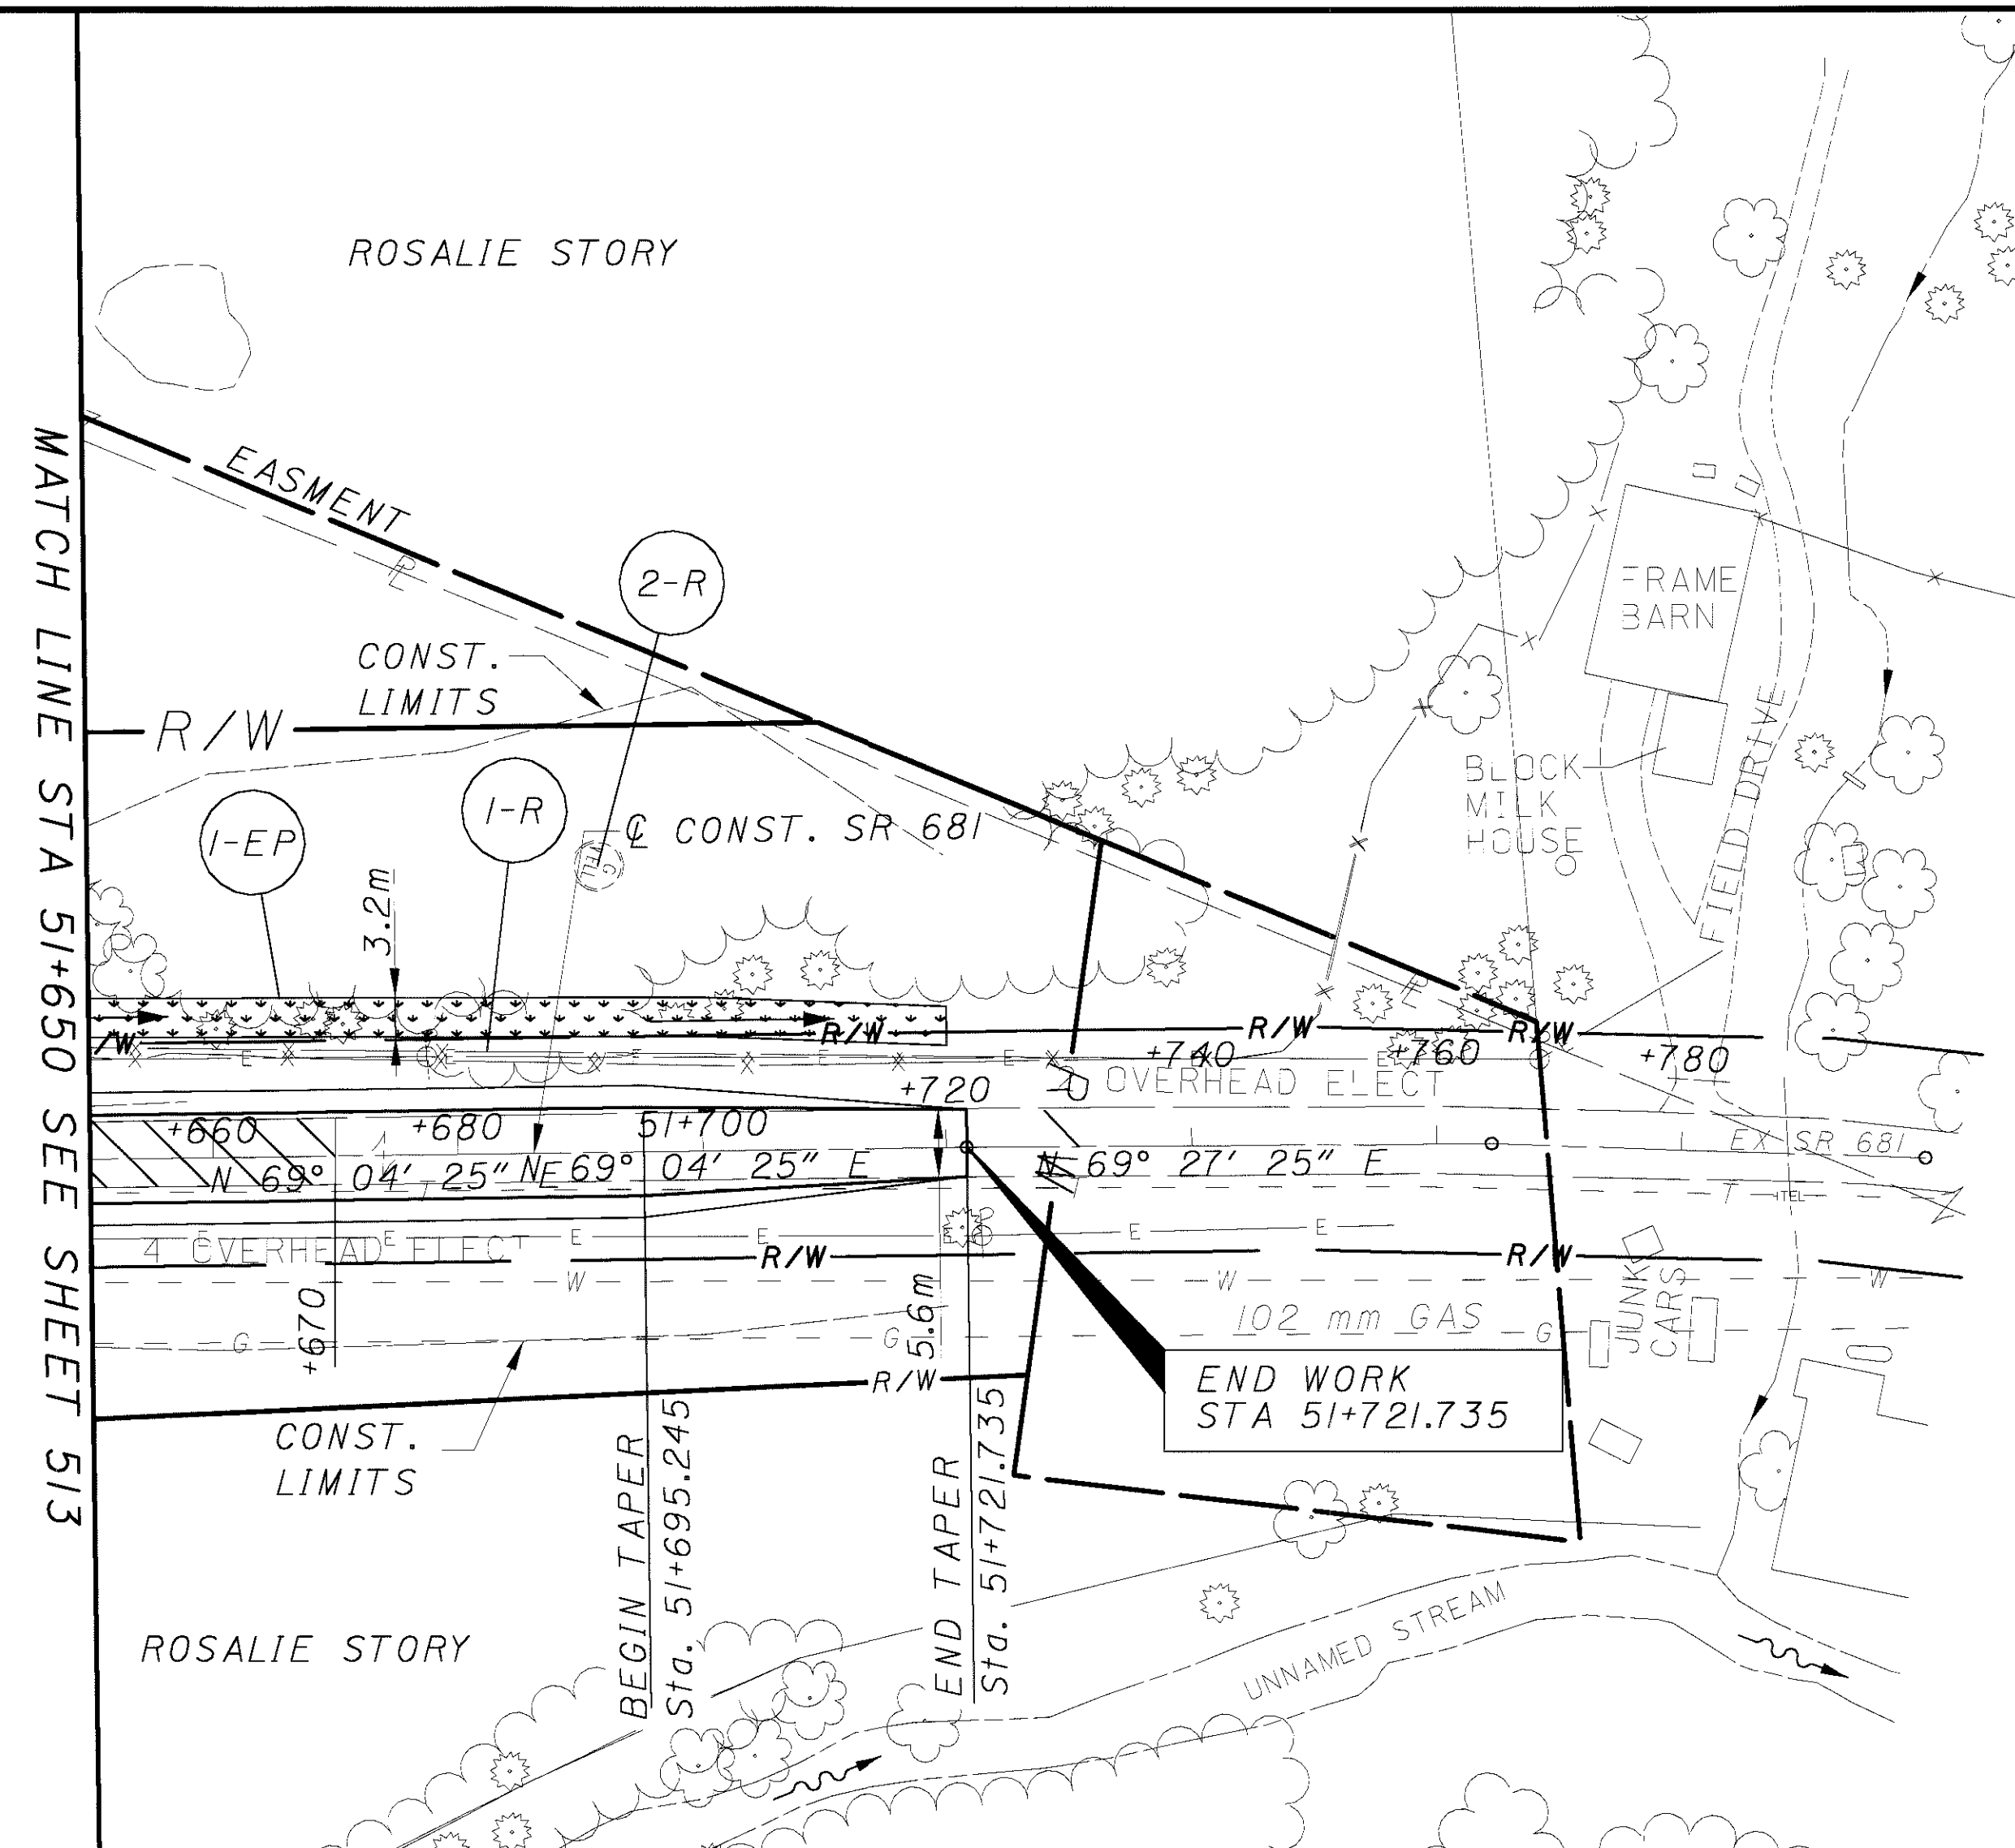 MATCH LINE STA 51+650 SEE SHEET 513
ROSALIE STORY
EASMENT
PL
2-R
CONST.
LIMITS
R/W
1-R
1-EP
℄ CONST. SR 681
3.2m
FRAME
BARN
BLOCK
MILK
HOUSE
FIELD DRIVE
R/W
R/W
R/W
/W
+740
+760
+780
+720
OVERHEAD ELECT
+660
+680
51+700
N 69° 04' 25" E
N 69° 04' 25" E
N 69° 27' 25" E
EX SR 681
T
TEL
E
E
E
E
E
E
4 OVERHEAD ELECT
R/W
R/W
W
W
W
+670
5.6m
102 mm GAS
G
G
G
JUNK
CARS
R/W
END WORK
STA 51+721.735
CONST.
LIMITS
BEGIN TAPER
Sta. 51+695.245
END TAPER
Sta. 51+721.735
ROSALIE STORY
UNNAMED STREAM